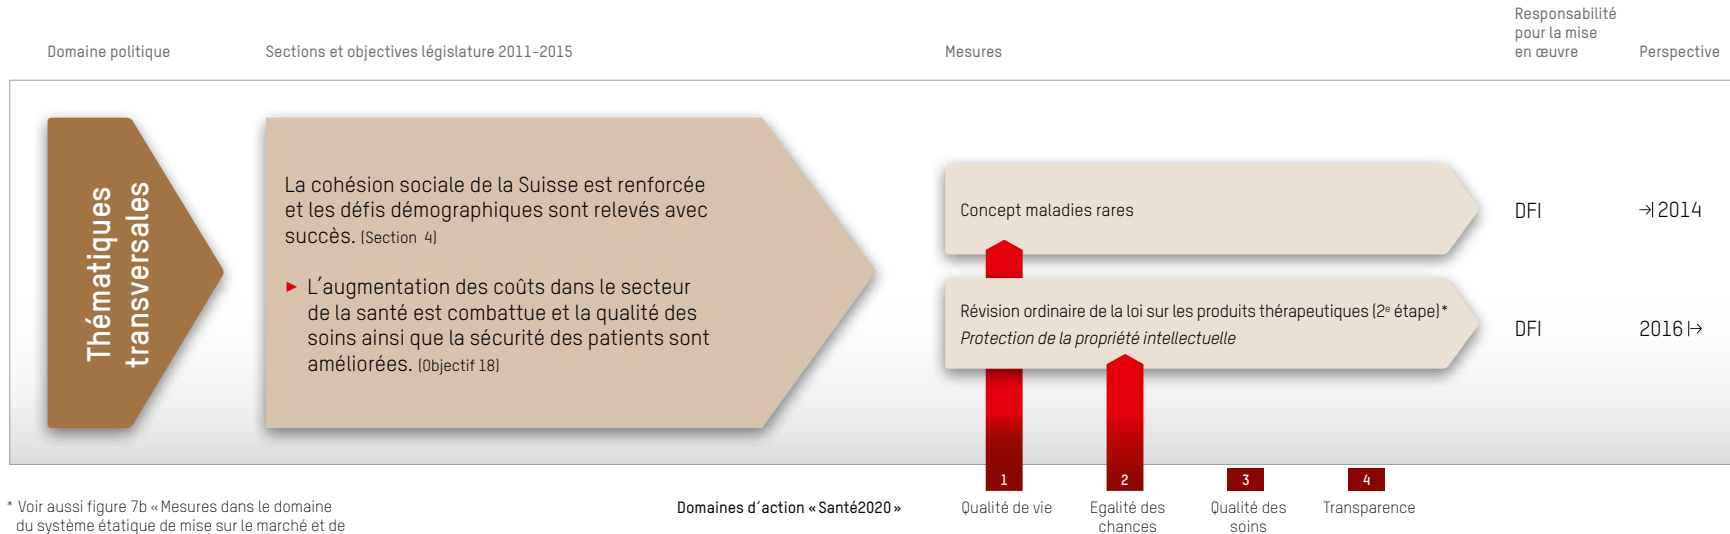 Domaine politique
Sections et objectives législature 2011-2015
Mesures
Responsabilité
pour la mise
en œuvre
Perspective
Thématiques
transversales
La cohésion sociale de la Suisse est renforcée
et les défis démographiques sont relevés avec
succès. (Section 4)
► L´augmentation des coûts dans le secteur
de la santé est combattue et la qualité des
soins ainsi que la sécurité des patients sont
améliorées. (Objectif 18)
Concept maladies rares
DFI
→| 2014
Révision ordinaire de la loi sur les produits thérapeutiques (2e étape)*
Protection de la propriété intellectuelle
DFI
2016 |→
* Voir aussi figure 7b « Mesures dans le domaine
du système étatique de mise sur le marché et de
Domaines d´action « Santé2020 »
1
Qualité de vie
2
Egalité des
chances
3
Qualité des
soins
4
Transparence